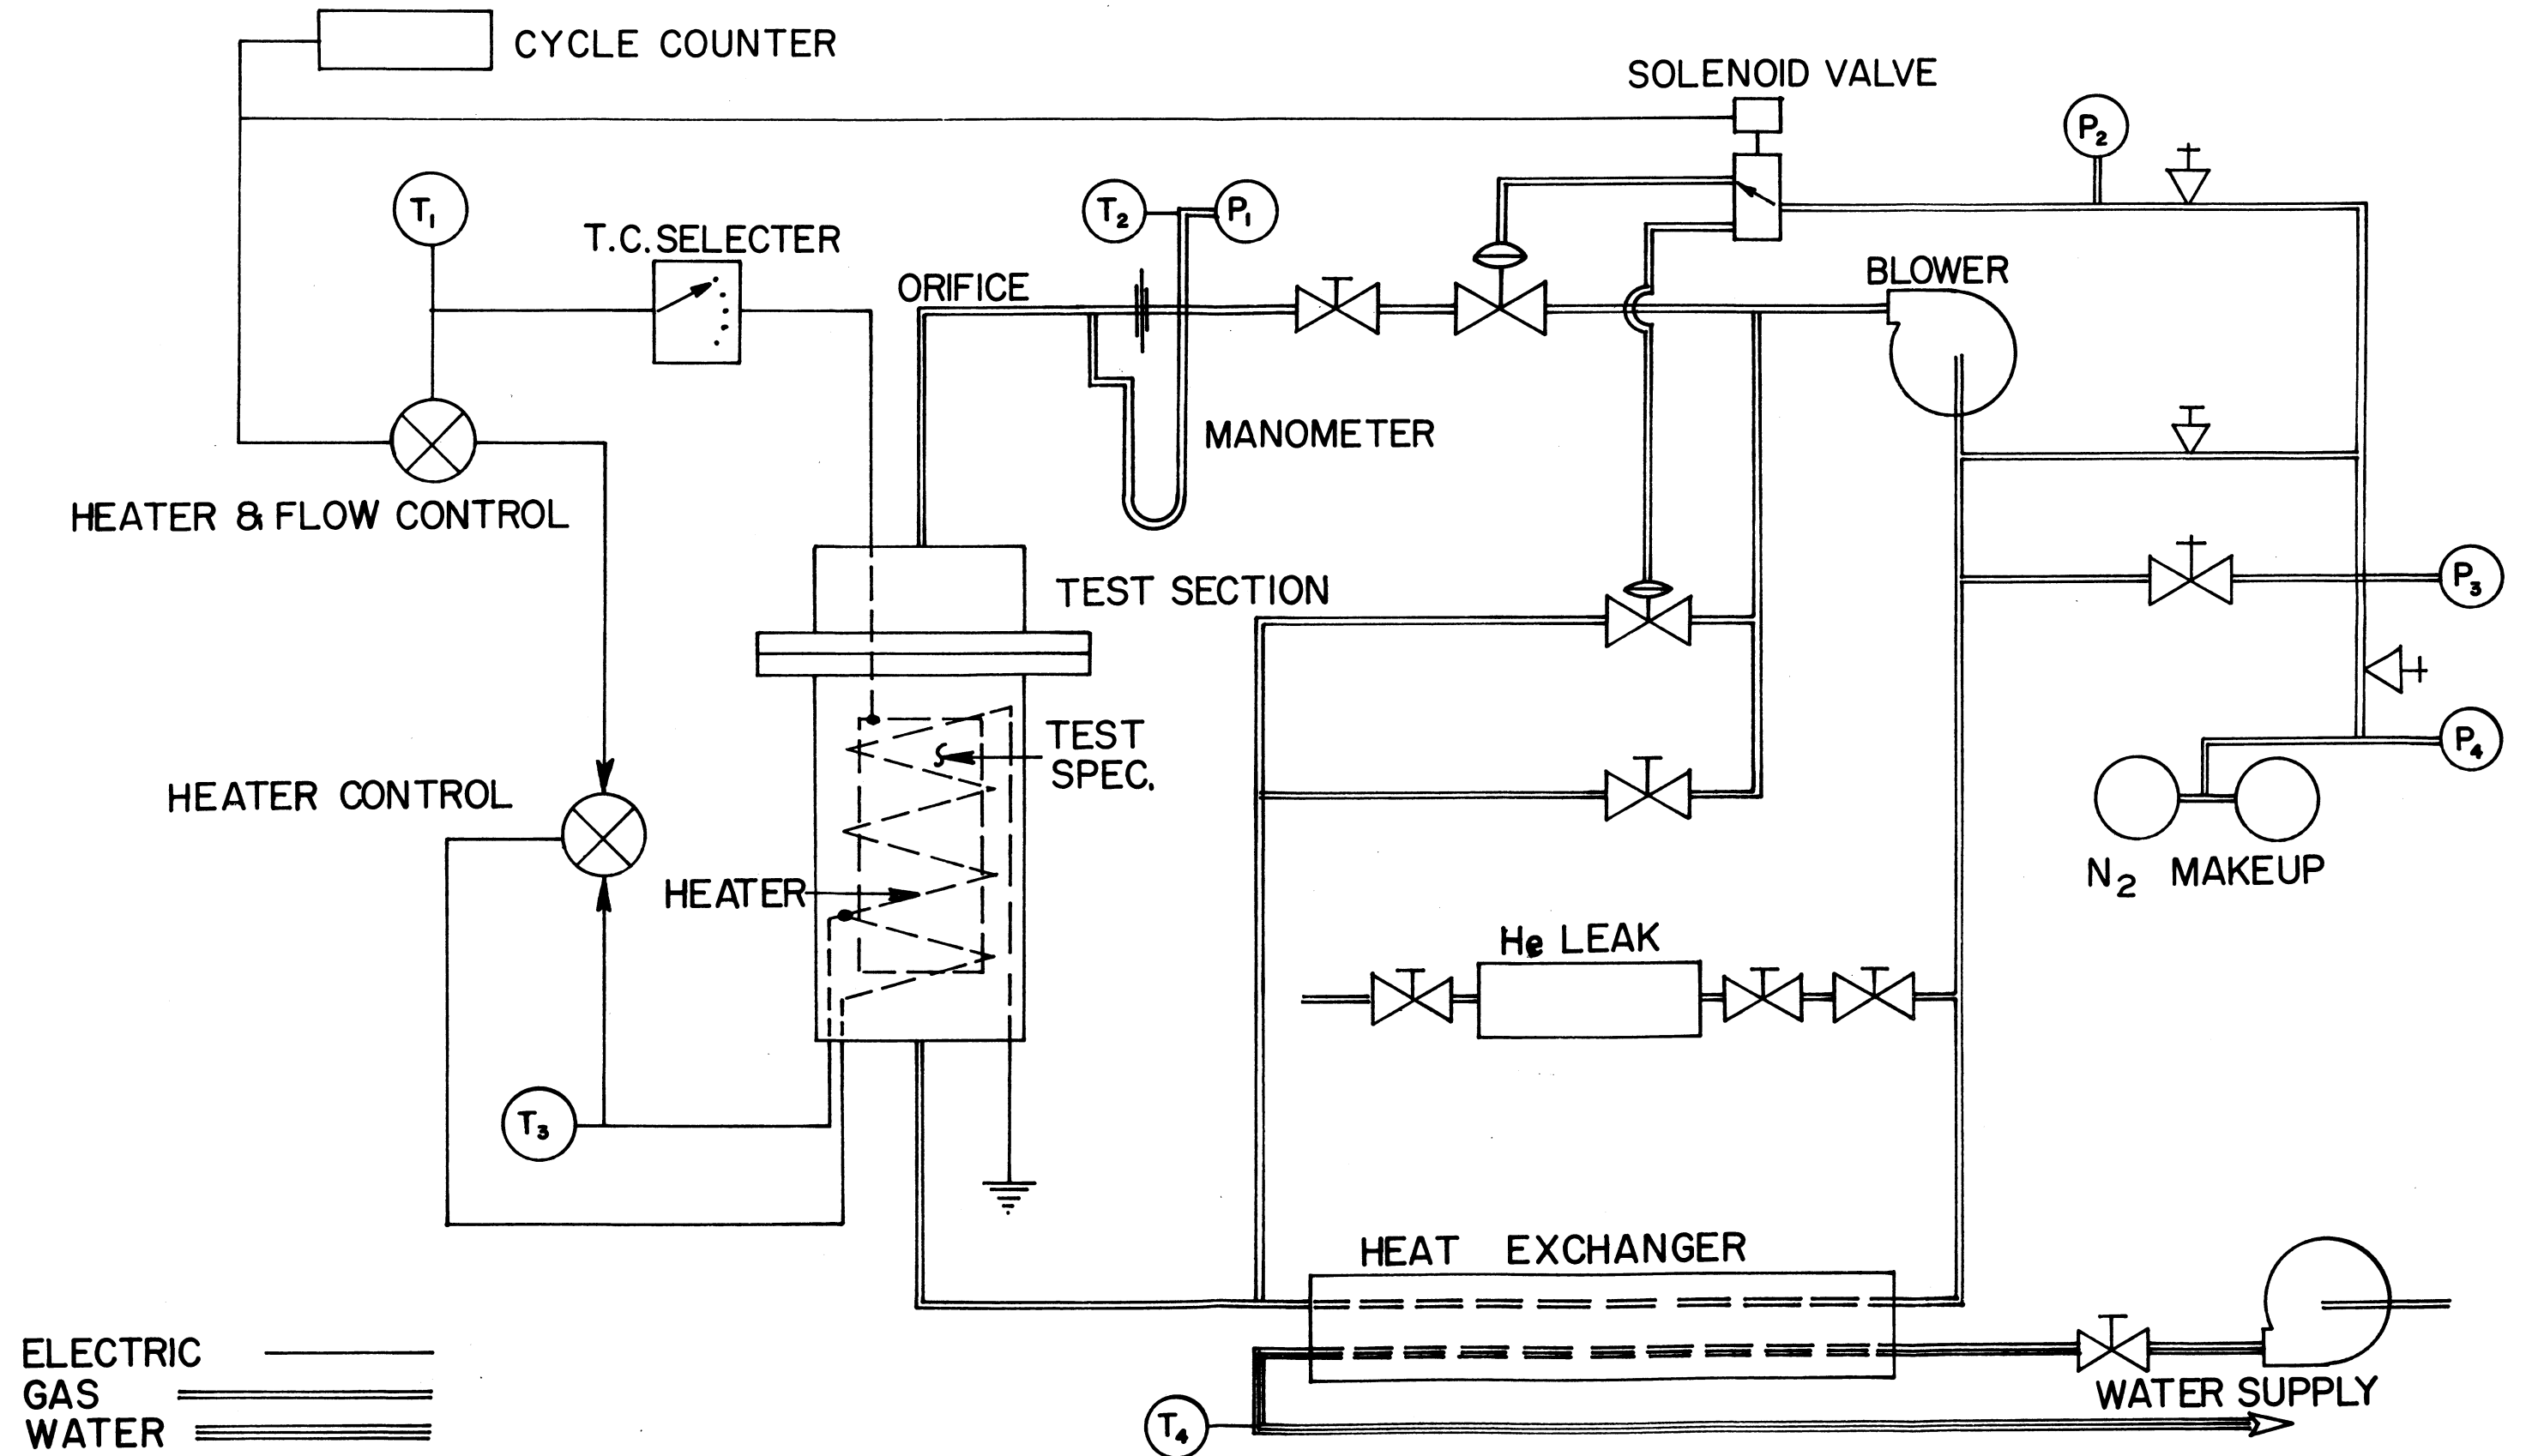 CYCLE COUNTER
SOLENOID VALVE
P2
T1
T.C. SELECTER
T2
P1
ORIFICE
BLOWER
MANOMETER
HEATER & FLOW CONTROL
TEST SECTION
P3
TEST
SPEC.
P4
HEATER CONTROL
N2 MAKEUP
HEATER
He LEAK
T3
HEAT EXCHANGER
ELECTRIC
GAS
WATER
WATER SUPPLY
T4